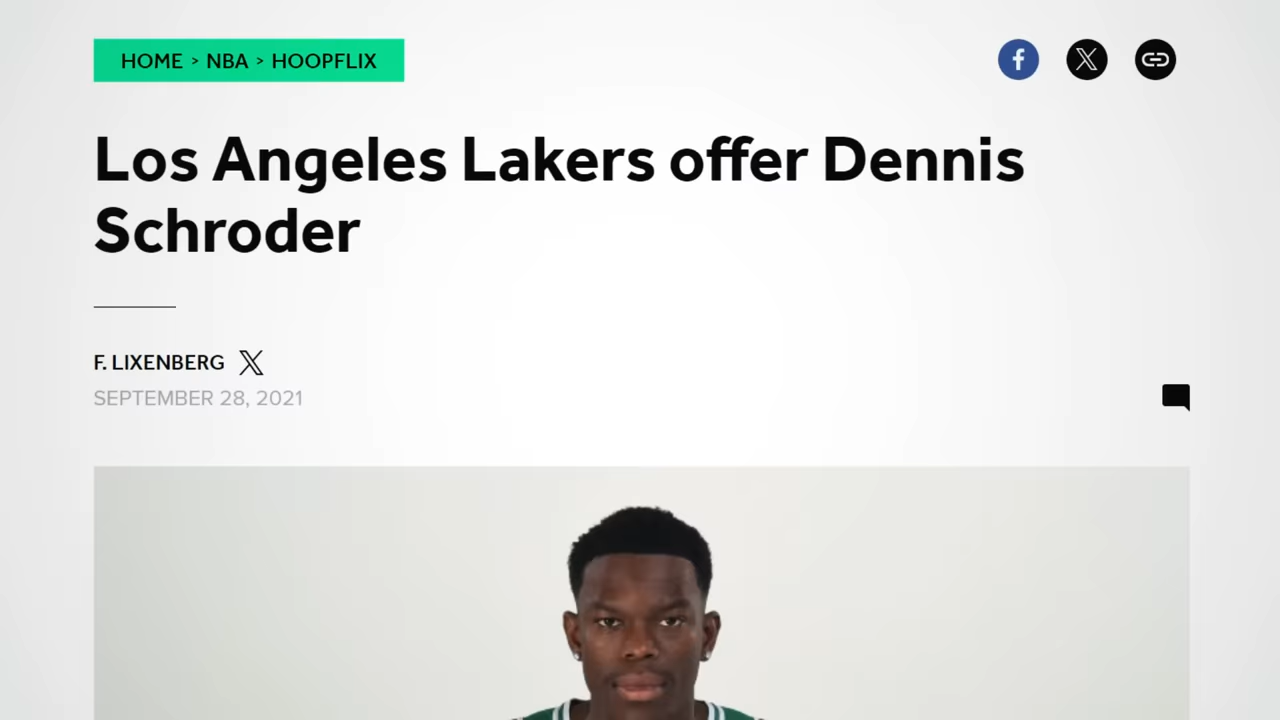 HOME > NBA > HOOPFLIX
Los Angeles Lakers offer Dennis
Schroder
F. LIXENBERG
SEPTEMBER 28, 2021